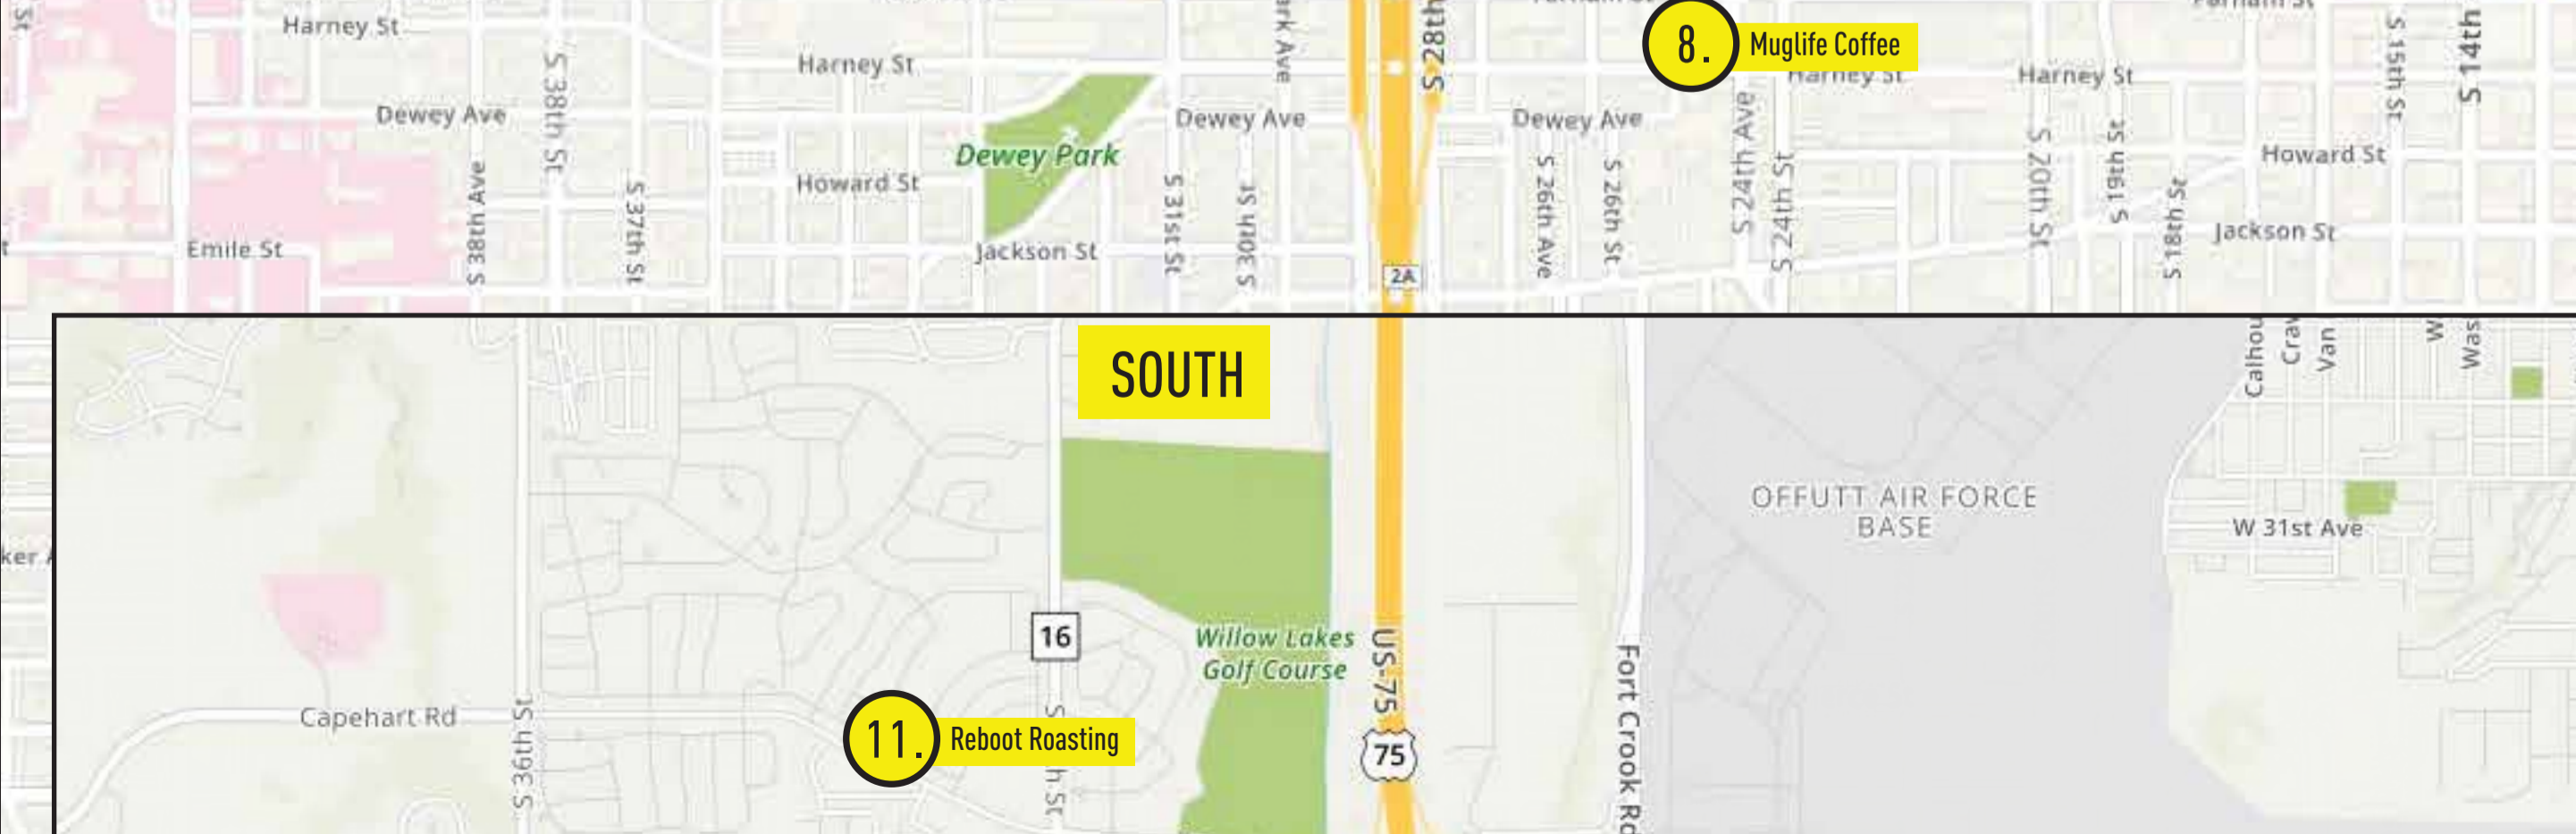 Harney St
S 38th St
Harney St
S 28th
8.
Muglife Coffee
Harney St
Harney St
S 15th St
S 14th
Dewey Ave
Dewey Ave
Dewey Ave
Dewey Park
Howard St
Howard St
S 38th Ave
S 37th St
S 31st St
S 30th St
S 26th Ave
S 26th St
S 24th Ave
S 24th St
S 20th St
S 19th St
S 18th St
Emile St
Jackson St
Jackson St
2A
SOUTH
OFFUTT AIR FORCE
BASE
W 31st Ave
16
Willow Lakes
Golf Course
US-75
75
Fort Crook Rd
Capehart Rd
S 36th St
11.
Reboot Roasting